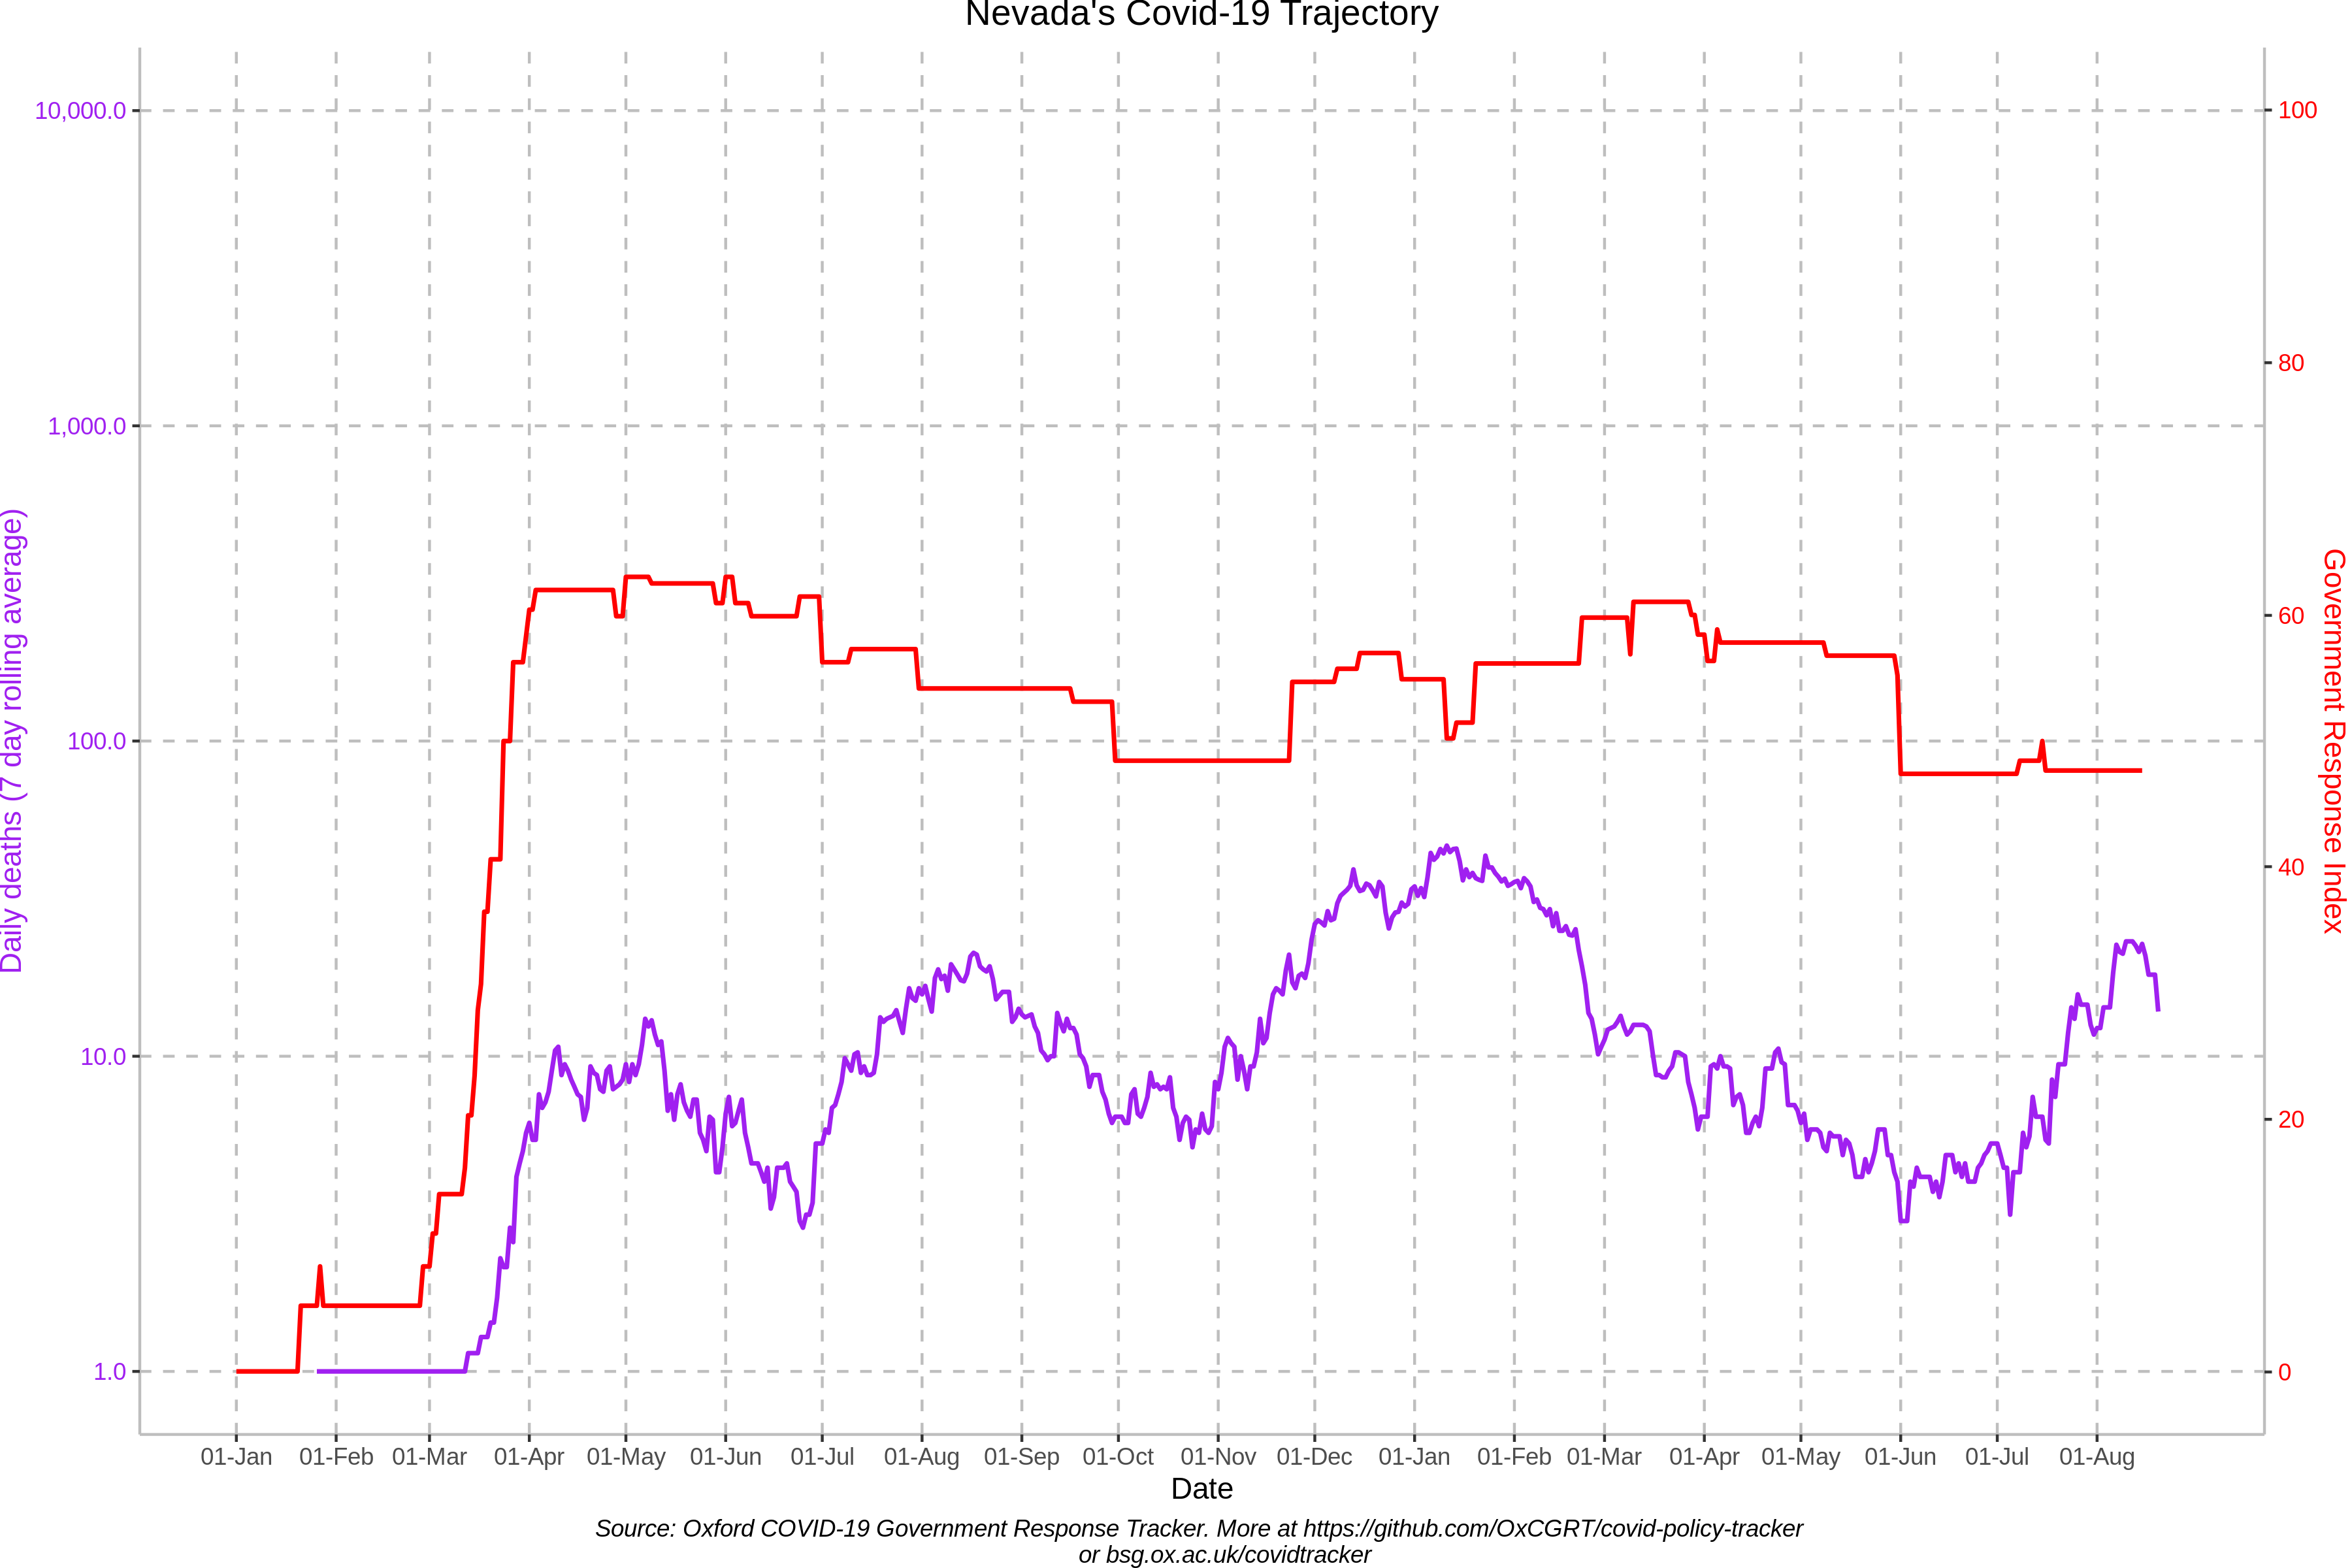 Nevada's Covid-19 Trajectory
10,000.0
1,000.0
100.0
10.0
1.0
Daily deaths (7 day rolling average)
100
80
60
40
20
0
Government Response Index
01-Jan 01-Feb 01-Mar 01-Apr 01-May 01-Jun 01-Jul 01-Aug 01-Sep 01-Oct 01-Nov 01-Dec 01-Jan 01-Feb 01-Mar 01-Apr 01-May 01-Jun 01-Jul 01-Aug
Date
Source: Oxford COVID-19 Government Response Tracker. More at https://github.com/OxCGRT/covid-policy-tracker
or bsg.ox.ac.uk/covidtracker